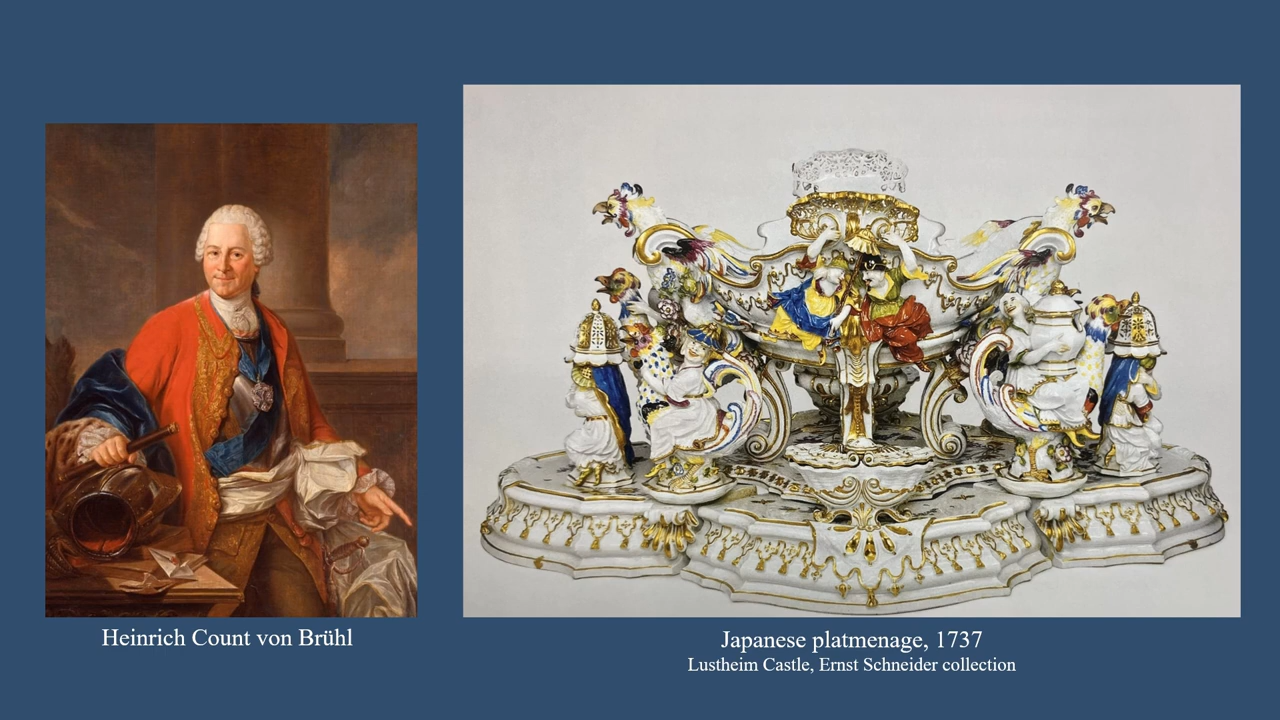 Heinrich Count von Brühl
Japanese platmenage, 1737
Lustheim Castle, Ernst Schneider collection